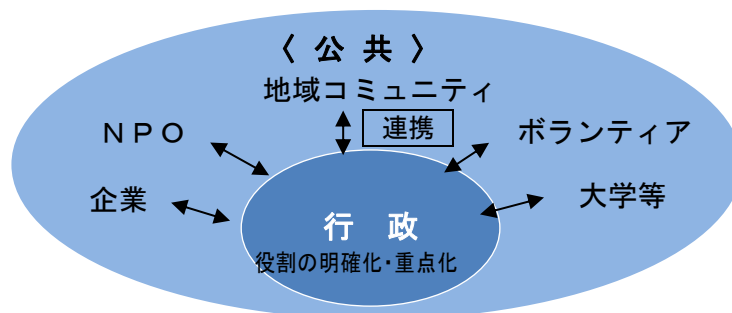 〈 公 共 〉
地域コミュニティ
連携
ＮＰＯ
ボランティア
企業
大学等
行 政
役割の明確化・重点化